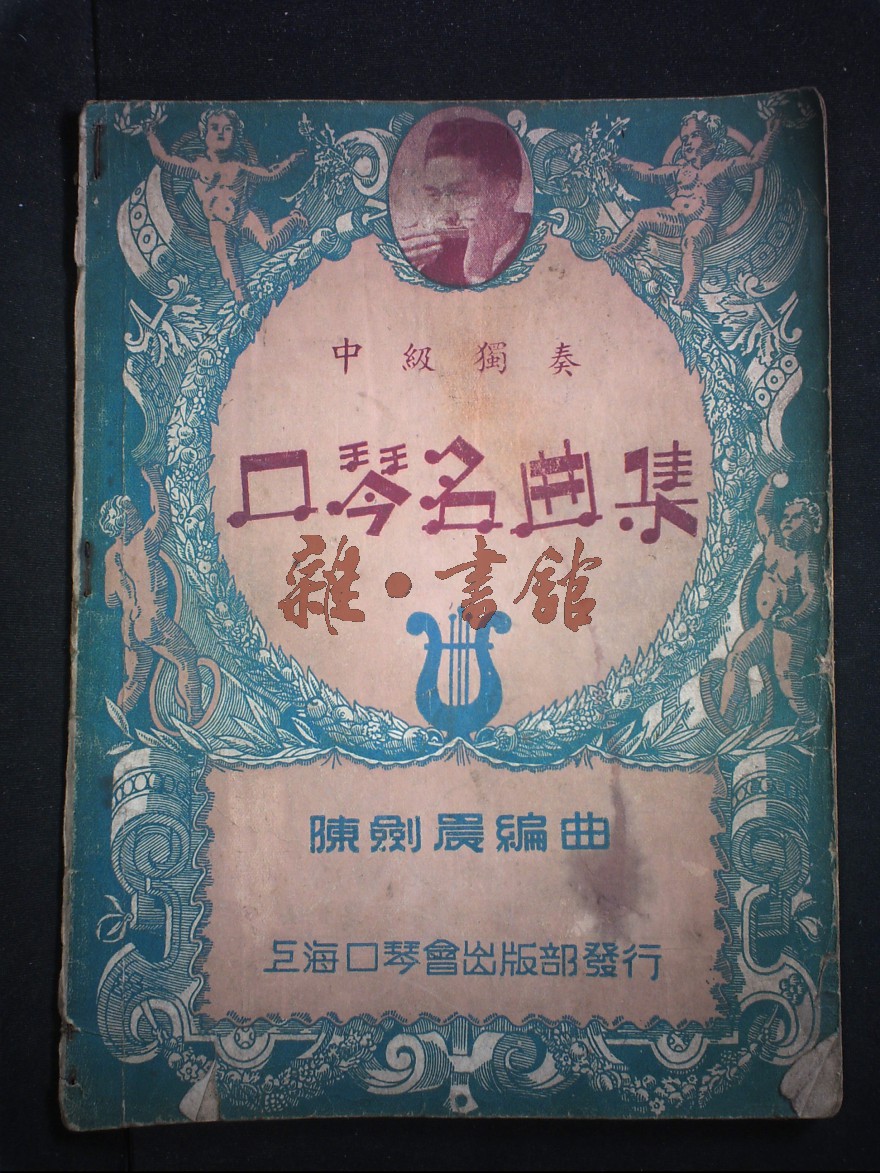 中級獨奏
口琴名曲集
雜·書館
陳劍晨編曲
上海口琴會出版部發行